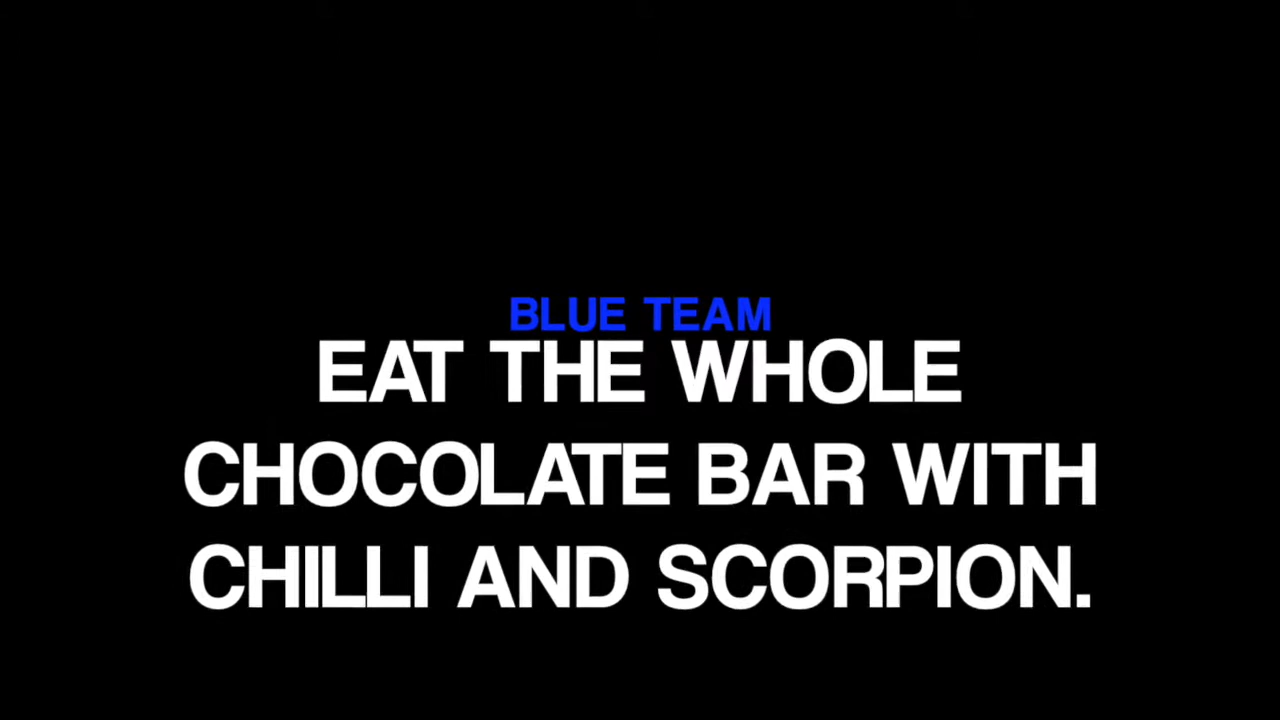 BLUE TEAM
EAT THE WHOLE
CHOCOLATE BAR WITH
CHILLI AND SCORPION.